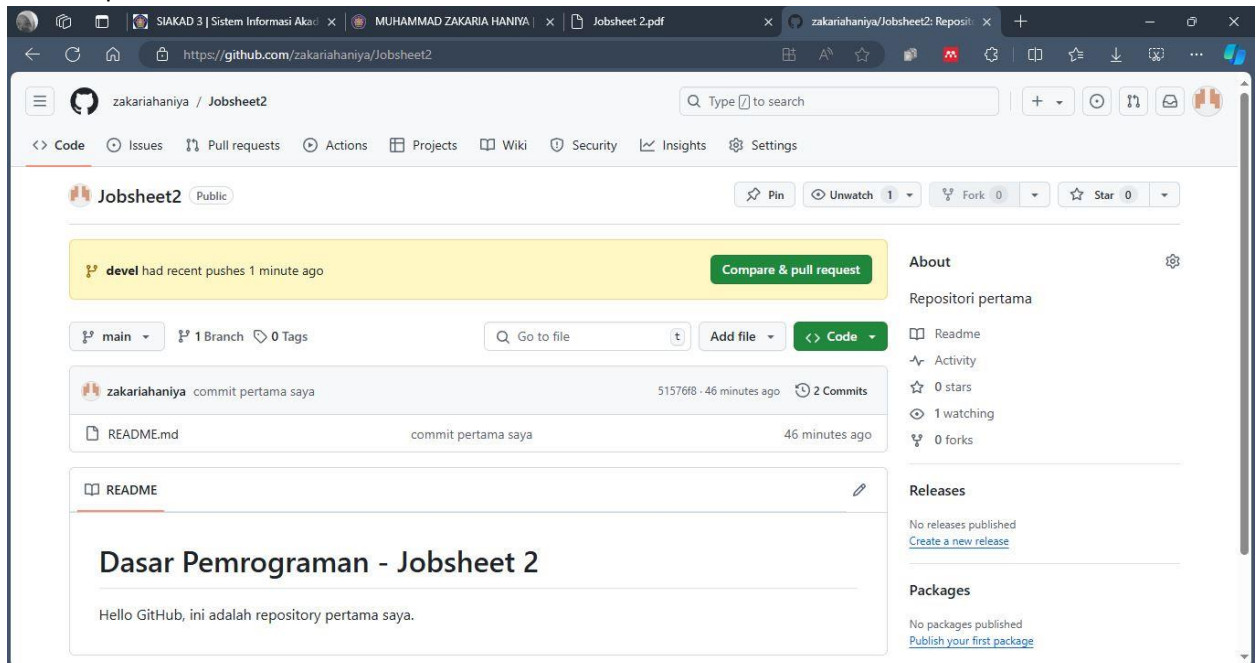 SIAKAD 3 | Sistem Informasi Akad
MUHAMMAD ZAKARIA HANIYA |
Jobsheet 2.pdf
zakariahaniya/Jobsheet2: Reposit
https://github.com/zakariahaniya/Jobsheet2
zakariahaniya / Jobsheet2
Type / to search
Code
Issues
Pull requests
Actions
Projects
Wiki
Security
Insights
Settings
Jobsheet2 Public
Pin
Unwatch 1
Fork 0
Star 0
devel had recent pushes 1 minute ago
Compare & pull request
main
1 Branch
0 Tags
Go to file
t
Add file
<> Code
zakariahaniya commit pertama saya
51576f8 · 46 minutes ago
2 Commits
README.md
commit pertama saya
46 minutes ago
README
Dasar Pemrograman - Jobsheet 2
Hello GitHub, ini adalah repository pertama saya.
About
Repositori pertama
Readme
Activity
0 stars
1 watching
0 forks
Releases
No releases published
Create a new release
Packages
No packages published
Publish your first package